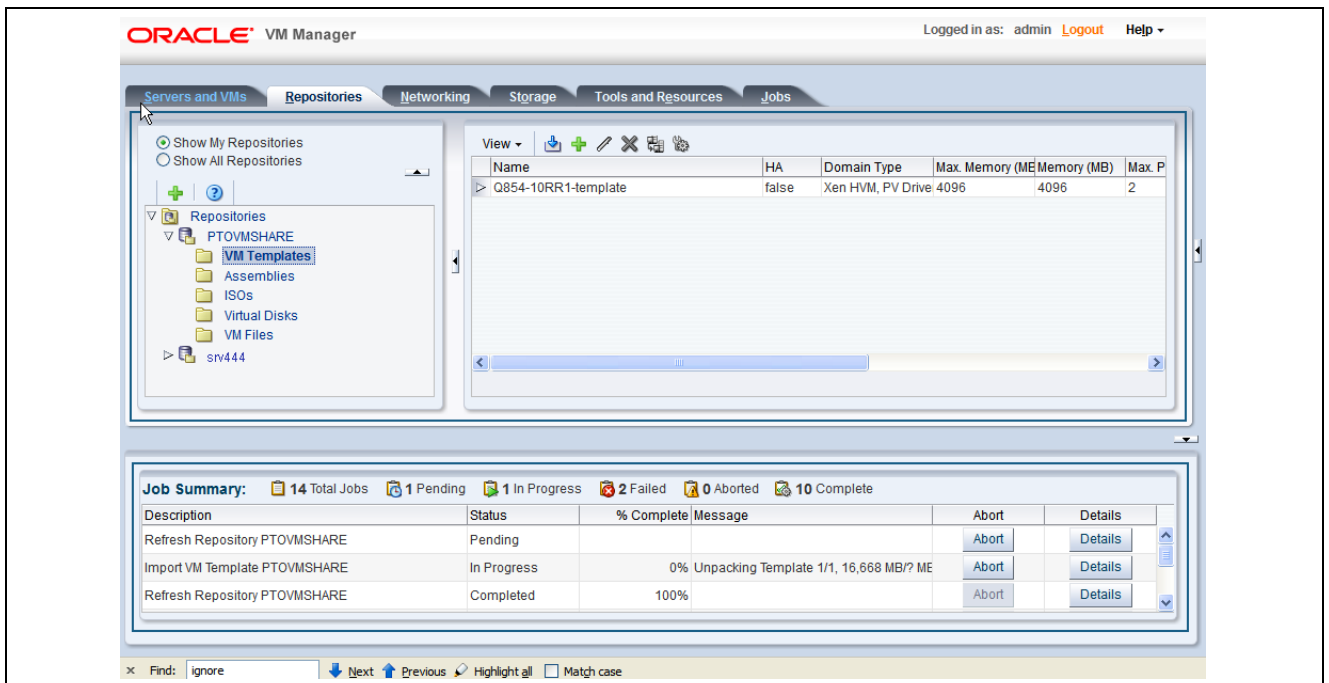 ORACLE VM Manager
Logged in as: admin Logout Help
Servers and VMs Repositories Networking Storage Tools and Resources Jobs
Show My Repositories
Show All Repositories
Repositories
PTOVMSHARE
VM Templates
Assemblies
ISOs
Virtual Disks
VM Files
srv444
View
Name HA Domain Type Max. Memory (ME Memory (MB) Max. P
Q854-10RR1-template false Xen HVM, PV Drive 4096 4096 2
Job Summary: 14 Total Jobs 1 Pending 1 In Progress 2 Failed 0 Aborted 10 Complete
Description Status % Complete Message Abort Details
Refresh Repository PTOVMSHARE Pending Abort Details
Import VM Template PTOVMSHARE In Progress 0% Unpacking Template 1/1, 16,668 MB/? ME Abort Details
Refresh Repository PTOVMSHARE Completed 100% Abort Details
× Find: ignore Next Previous Highlight all Match case